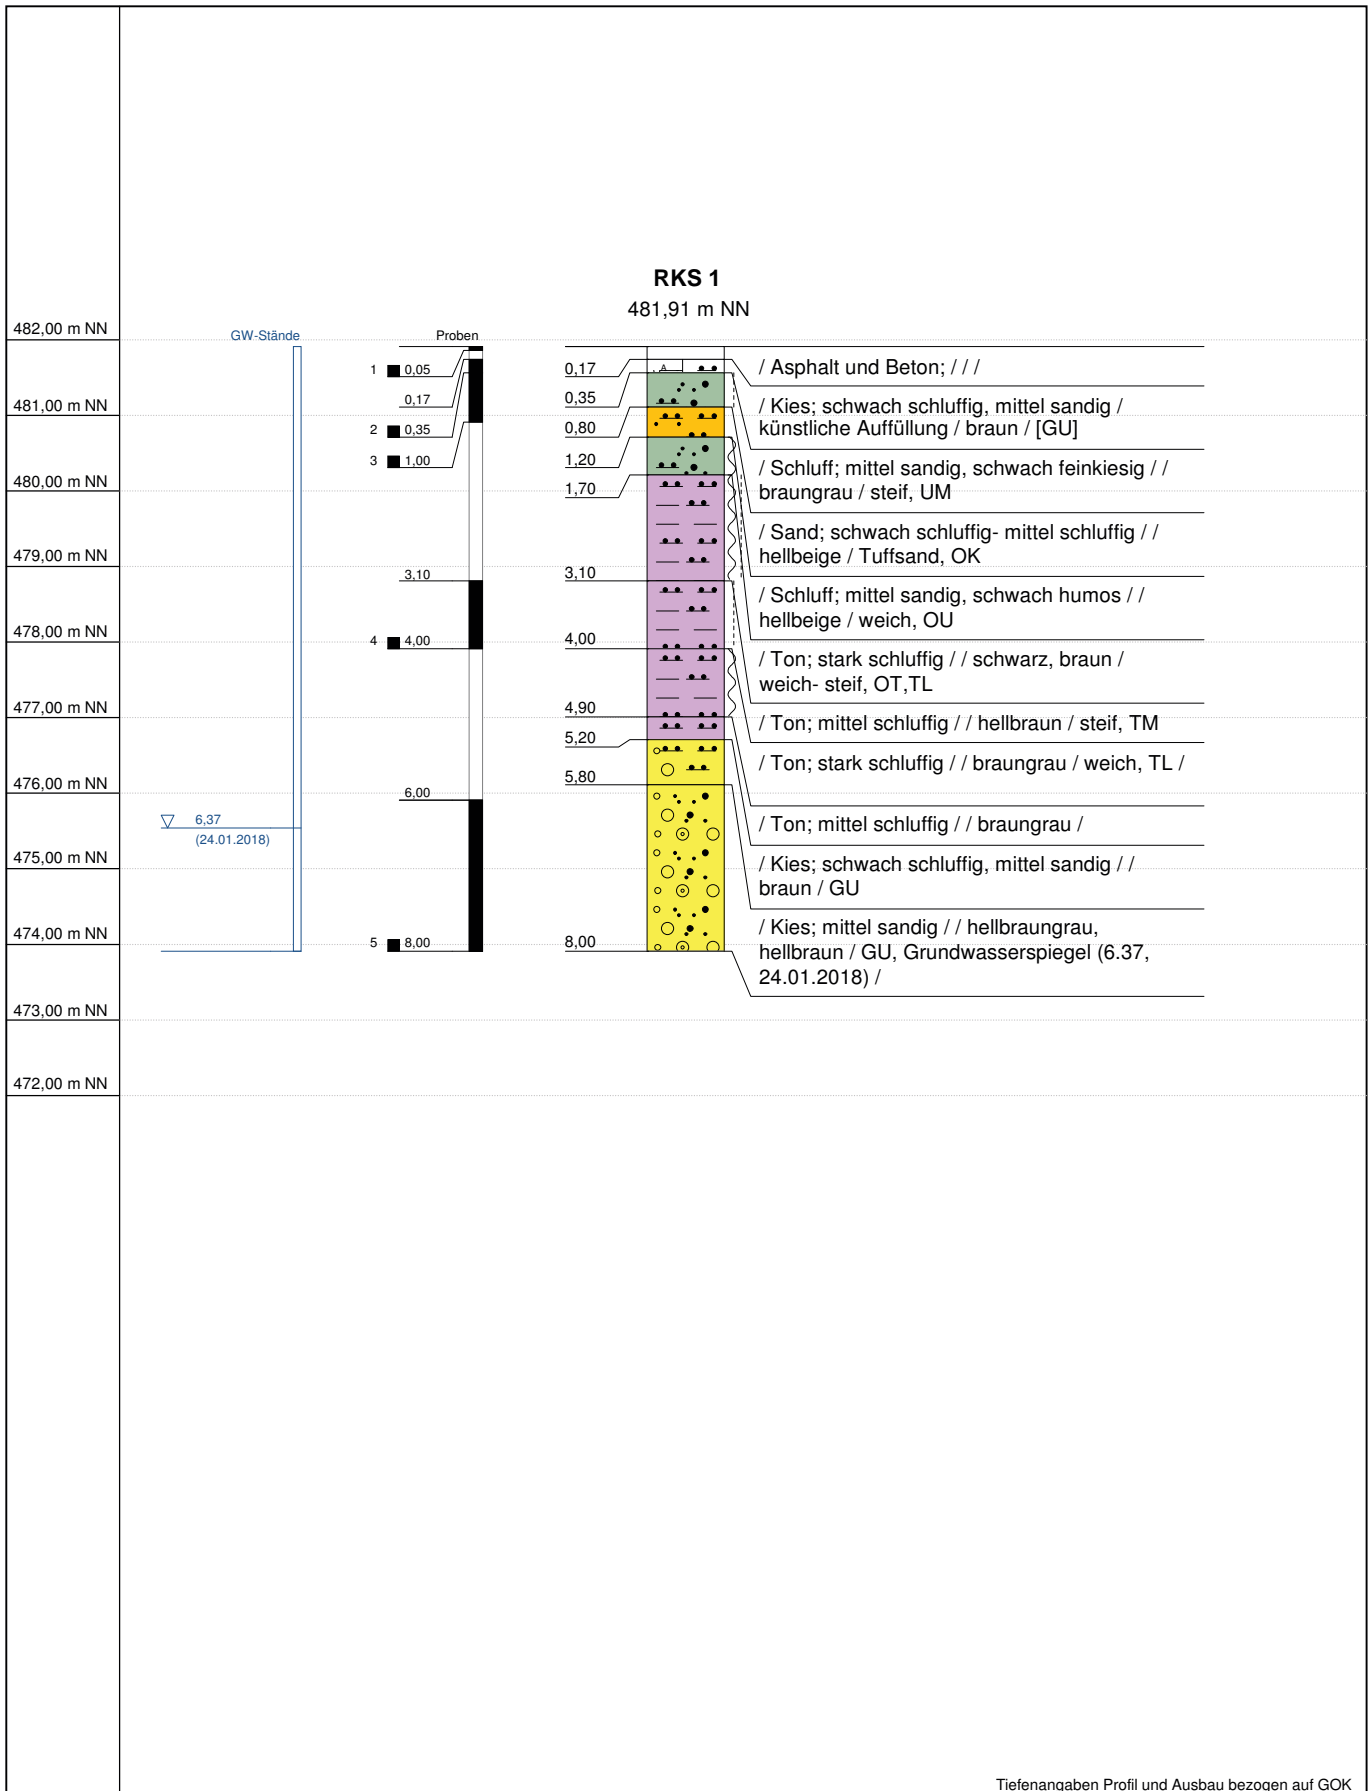 RKS 1
481,91 m NN
482,00 m NN
481,00 m NN
480,00 m NN
479,00 m NN
478,00 m NN
477,00 m NN
476,00 m NN
475,00 m NN
474,00 m NN
473,00 m NN
472,00 m NN
GW-Stände
6,37
(24.01.2018)
Proben
1 0,05
0,17
2 0,35
3 1,00
3,10
4 4,00
6,00
5 8,00
0,17
0,35
0,80
1,20
1,70
3,10
4,00
4,90
5,20
5,80
8,00
A
/ Asphalt und Beton; / / /
/ Kies; schwach schluffig, mittel sandig /
künstliche Auffüllung / braun / [GU]
/ Schluff; mittel sandig, schwach feinkiesig / /
braungrau / steif, UM
/ Sand; schwach schluffig- mittel schluffig / /
hellbeige / Tuffsand, OK
/ Schluff; mittel sandig, schwach humos / /
hellbeige / weich, OU
/ Ton; stark schluffig / / schwarz, braun /
weich- steif, OT,TL
/ Ton; mittel schluffig / / hellbraun / steif, TM
/ Ton; stark schluffig / / braungrau / weich, TL /
/ Ton; mittel schluffig / / braungrau /
/ Kies; schwach schluffig, mittel sandig / /
braun / GU
/ Kies; mittel sandig / / hellbraungrau,
hellbraun / GU, Grundwasserspiegel (6.37,
24.01.2018) /
Tiefenangaben Profil und Ausbau bezogen auf GOK